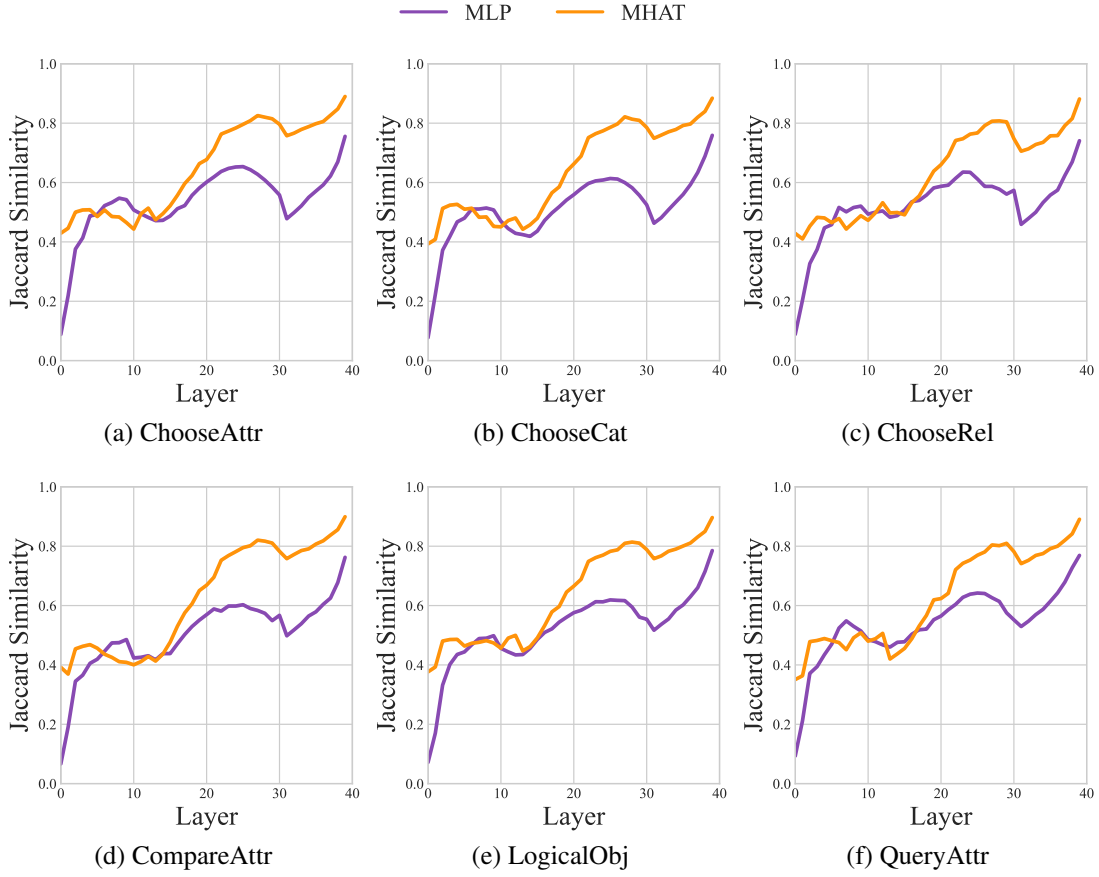 MLP MHAT
1.0 1.0 1.0
0.8 0.8 0.8
0.6 0.6 0.6
0.4 0.4 0.4
0.2 0.2 0.2
0.0 0.0 0.0
Jaccard Similarity Jaccard Similarity Jaccard Similarity
0 10 20 30 40 0 10 20 30 40 0 10 20 30 40
Layer Layer Layer
(a) ChooseAttr (b) ChooseCat (c) ChooseRel
1.0 1.0 1.0
0.8 0.8 0.8
0.6 0.6 0.6
0.4 0.4 0.4
0.2 0.2 0.2
0.0 0.0 0.0
Jaccard Similarity Jaccard Similarity Jaccard Similarity
0 10 20 30 40 0 10 20 30 40 0 10 20 30 40
Layer Layer Layer
(d) CompareAttr (e) LogicalObj (f) QueryAttr